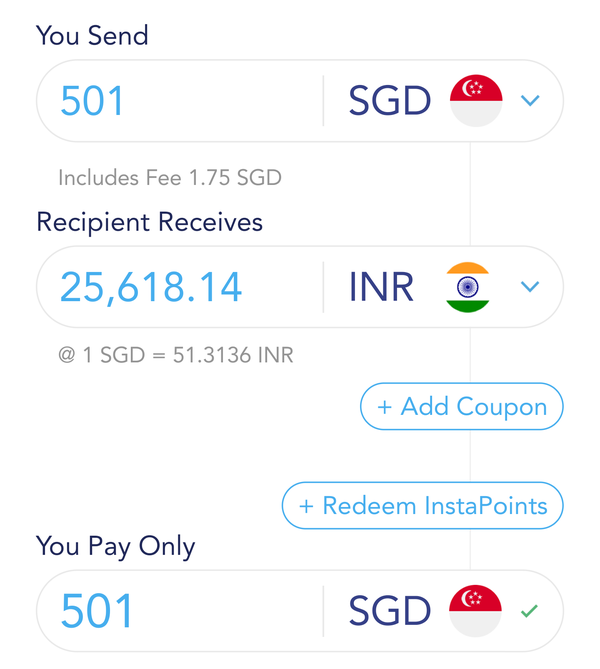 You Send
501 SGD
Includes Fee 1.75 SGD
Recipient Receives
25,618.14 INR
@ 1 SGD = 51.3136 INR
+ Add Coupon
+ Redeem InstaPoints
You Pay Only
501 SGD